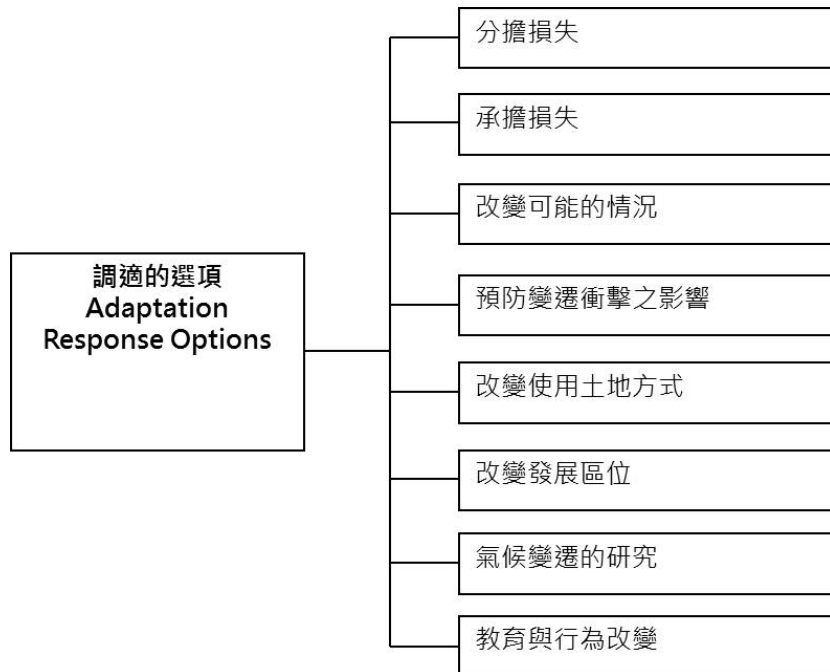 調適的選項
Adaptation
Response Options
分擔損失
承擔損失
改變可能的情況
預防變遷衝擊之影響
改變使用土地方式
改變發展區位
氣候變遷的研究
教育與行為改變